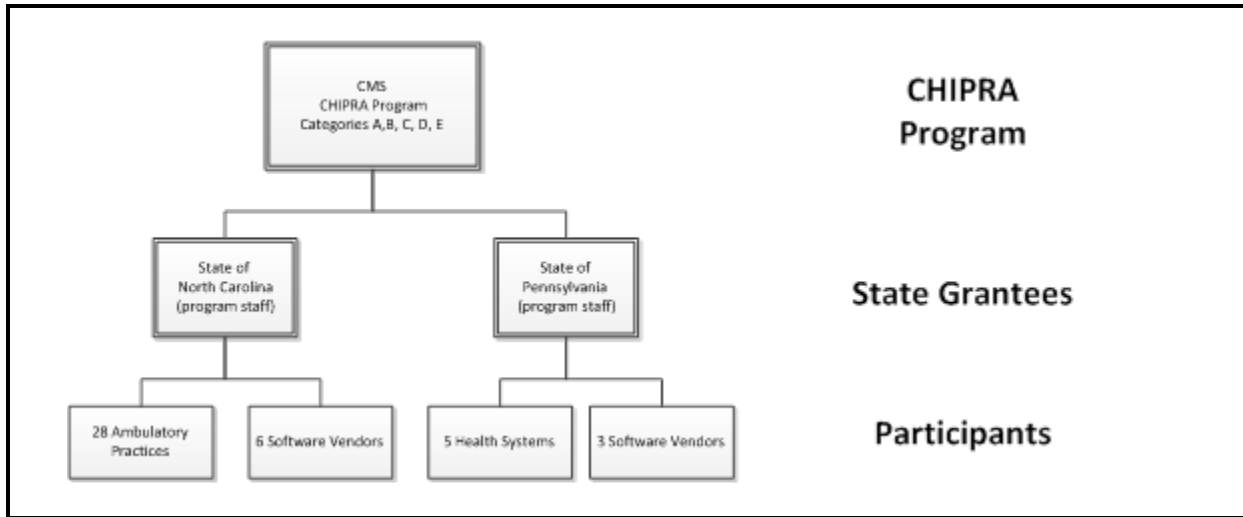 CMS
CHIPRA Program
Categories A,B, C, D, E
CHIPRA
Program
State of
North Carolina
(program staff)
State of
Pennsylvania
(program staff)
State Grantees
28 Ambulatory
Practices
6 Software Vendors
5 Health Systems
3 Software Vendors
Participants